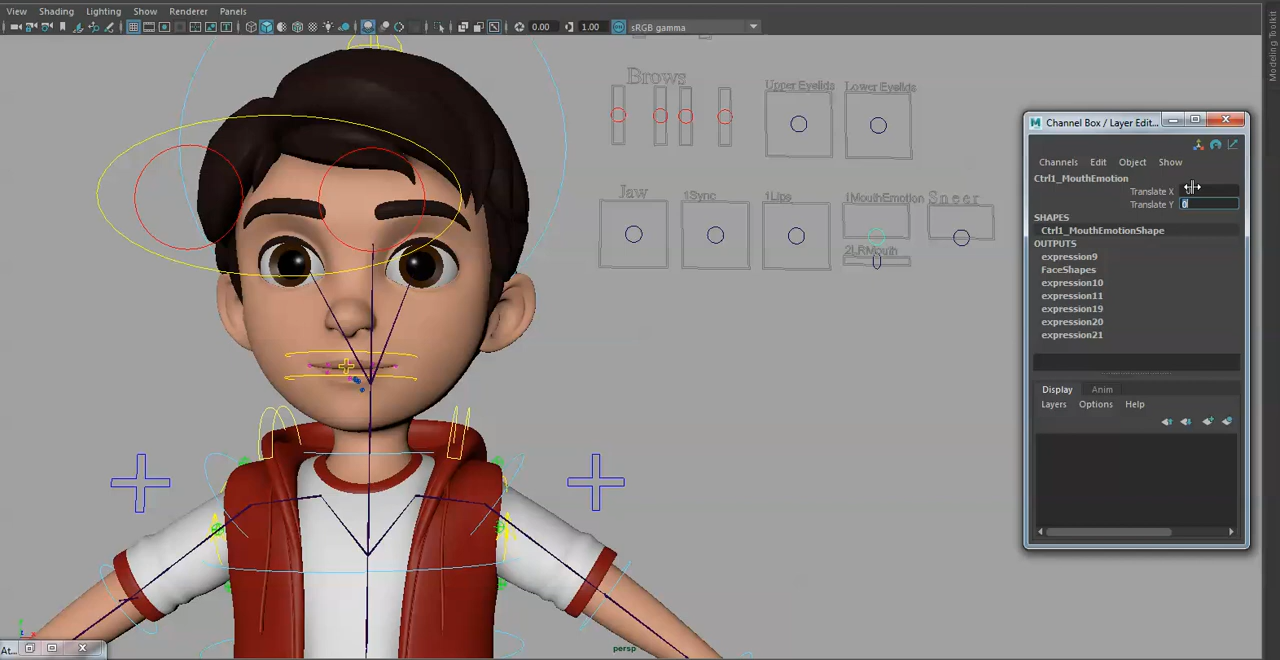 View Shading Lighting Show Renderer Panels
0.00 1.00 sRGB gamma
Modeling Toolkit
Brows Upper Eyelids Lower Eyelids
Jaw 1Sync 1Lips 1MouthEmotion Sneer
2LRMouth
Channel Box / Layer Edit...
Channels Edit Object Show
Ctrl1_MouthEmotion
Translate X
Translate Y 0
SHAPES
Ctrl1_MouthEmotionShape
OUTPUTS
expression9
FaceShapes
expression10
expression11
expression19
expression20
expression21
Display Anim
Layers Options Help
At...
persp